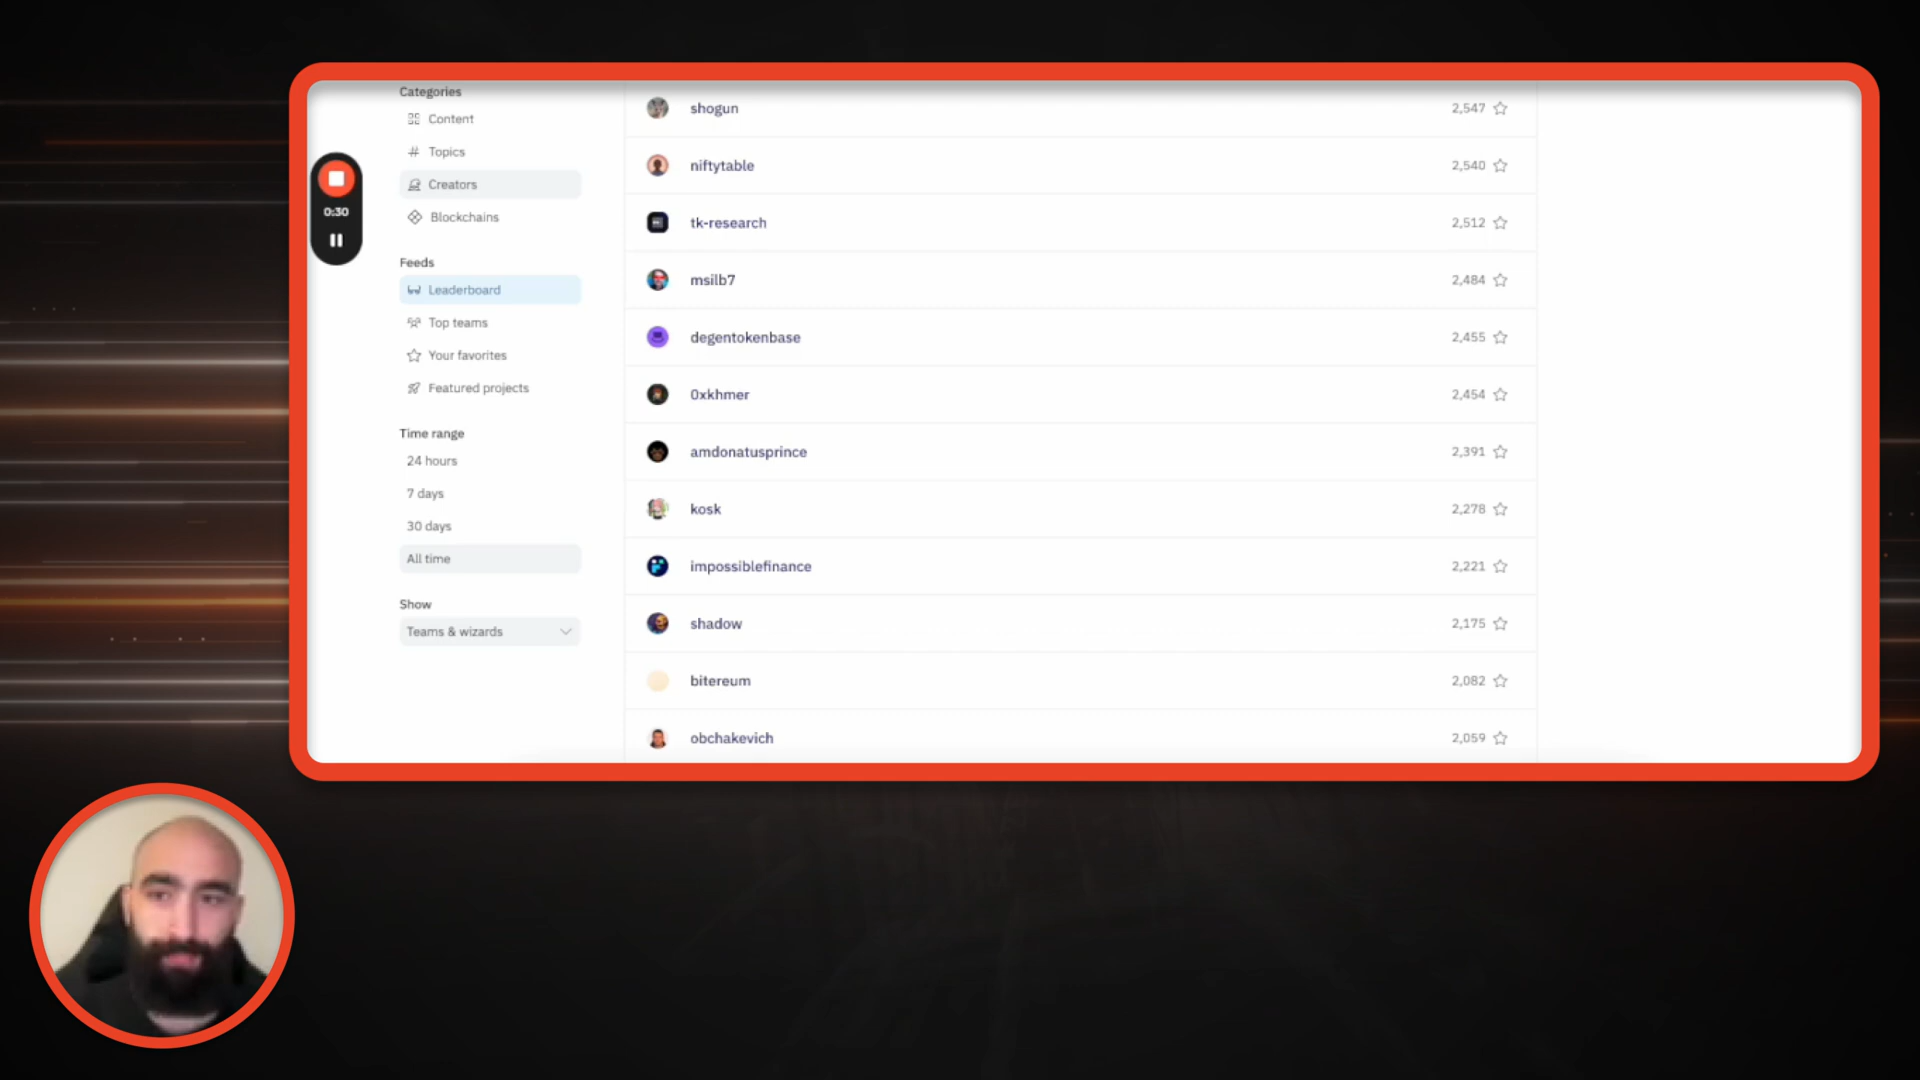 Categories
Content
Topics
Creators
Blockchains
0:30
Feeds
Leaderboard
Top teams
Your favorites
Featured projects
Time range
24 hours
7 days
30 days
All time
Show
Teams & wizards
shogun 2,547
niftytable 2,540
tk-research 2,512
msilb7 2,484
degentokenbase 2,455
0xkhmer 2,454
amdonatusprince 2,391
kosk 2,278
impossiblefinance 2,221
shadow 2,175
bitereum 2,082
obchakevich 2,059